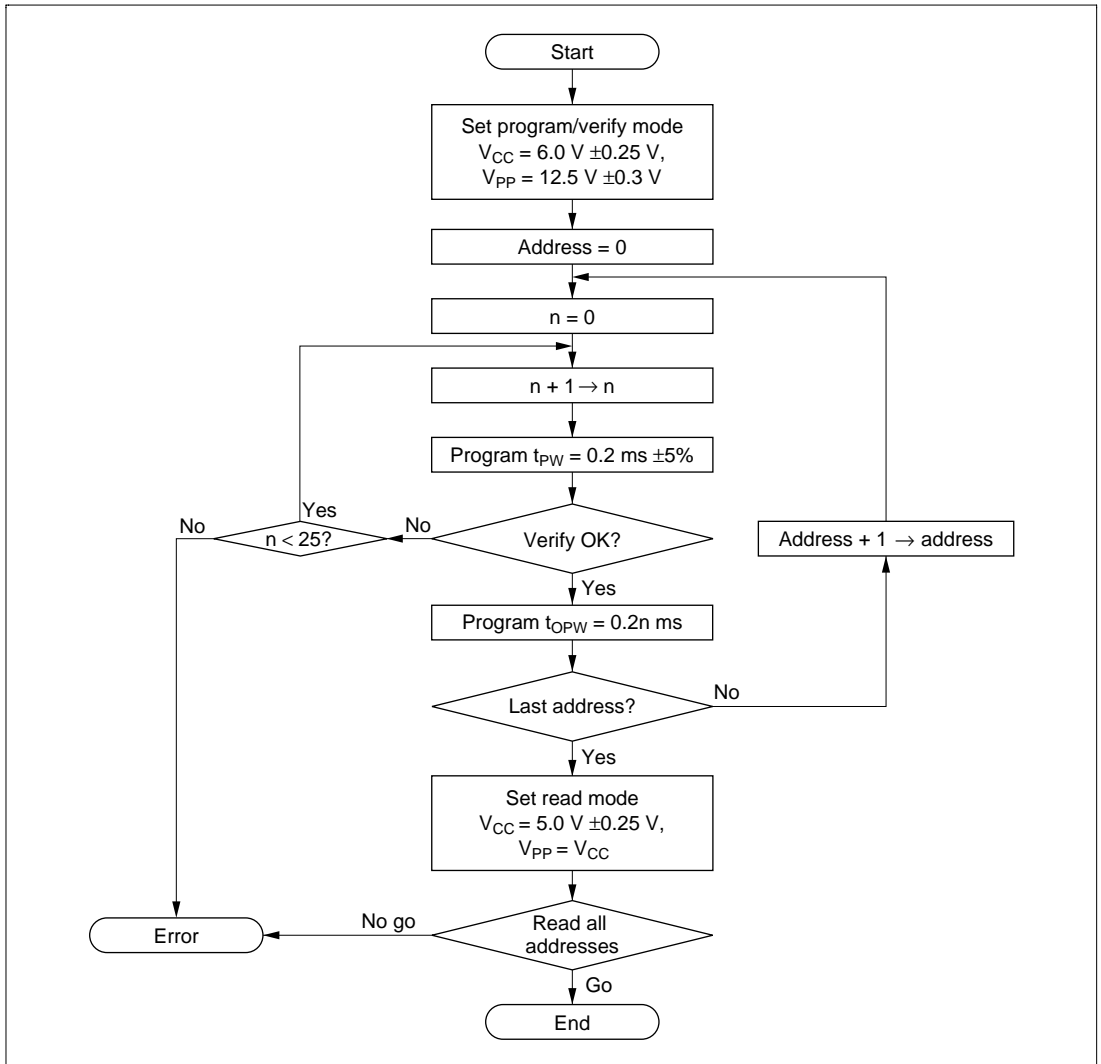 Start
Set program/verify mode
VCC = 6.0 V ±0.25 V,
VPP = 12.5 V ±0.3 V
Address = 0
n = 0
n + 1 → n
Program tPW = 0.2 ms ±5%
Verify OK?
No
n < 25?
Yes
No
Address + 1 → address
Yes
Program tOPW = 0.2n ms
Last address?
No
Yes
Set read mode
VCC = 5.0 V ±0.25 V,
VPP = VCC
Read all
addresses
No go
Error
Go
End